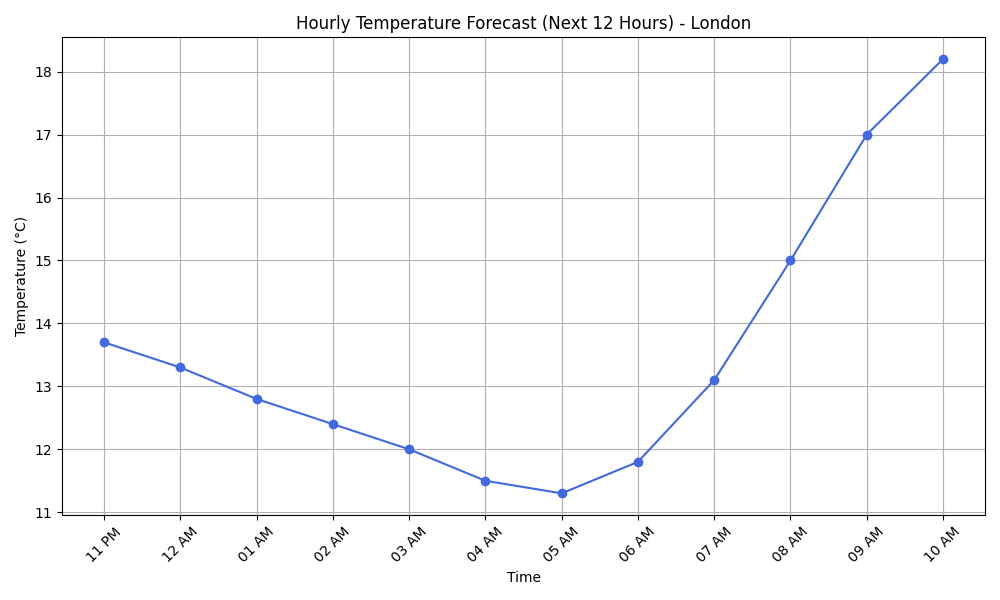 Hourly Temperature Forecast (Next 12 Hours) - London
Temperature (°C)
18
17
16
15
14
13
12
11
11 PM
12 AM
01 AM
02 AM
03 AM
04 AM
05 AM
06 AM
07 AM
08 AM
09 AM
10 AM
Time